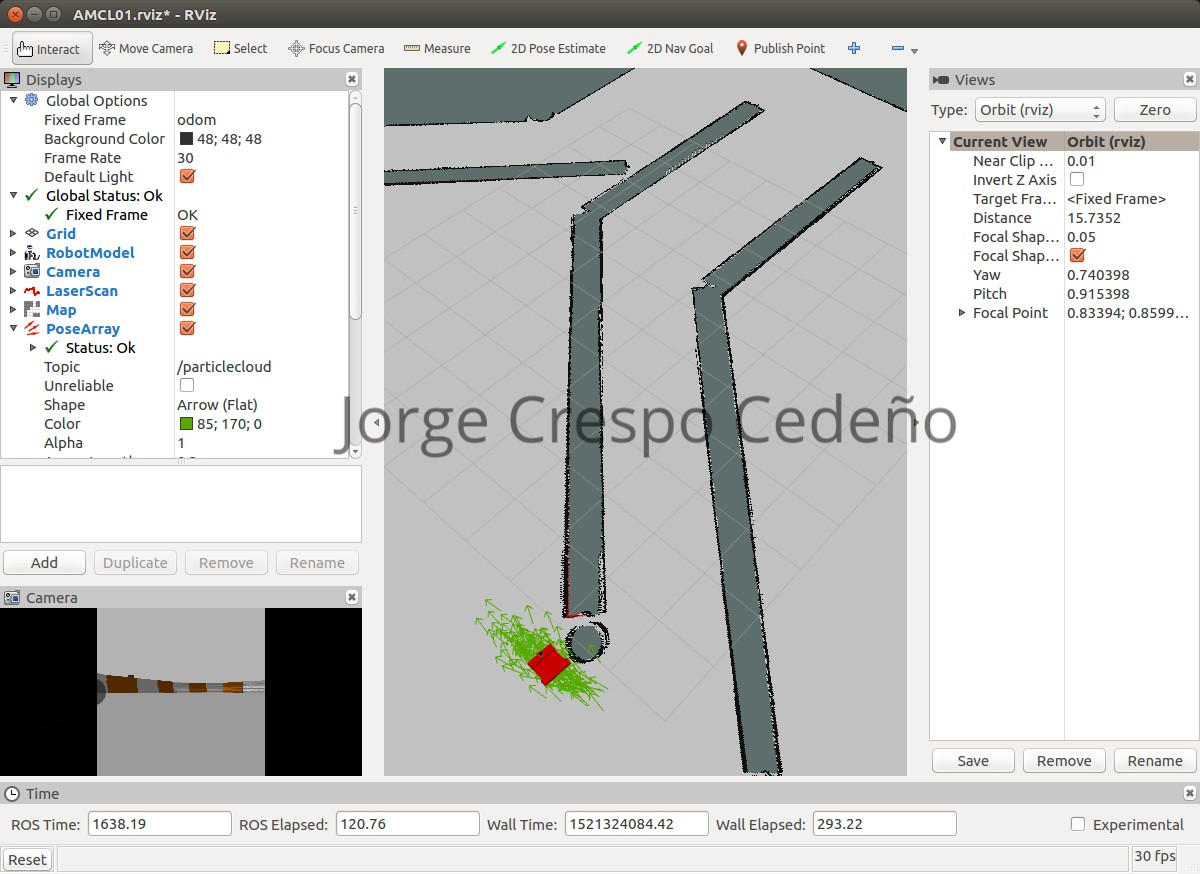 AMCL01.rviz* - RViz
Interact Move Camera Select Focus Camera Measure 2D Pose Estimate 2D Nav Goal Publish Point
Displays
Global Options
Fixed Frame odom
Background Color 48; 48; 48
Frame Rate 30
Default Light
Global Status: Ok
Fixed Frame OK
Grid
RobotModel
Camera
LaserScan
Map
PoseArray
Status: Ok
Topic /particlecloud
Unreliable
Shape Arrow (Flat)
Color 85; 170; 0
Alpha 1
Add Duplicate Remove Rename
Camera
Jorge Crespo Cedeño
Views
Type: Orbit (rviz) Zero
Current View Orbit (rviz)
Near Clip ... 0.01
Invert Z Axis
Target Fra... <Fixed Frame>
Distance 15.7352
Focal Shap... 0.05
Focal Shap...
Yaw 0.740398
Pitch 0.915398
Focal Point 0.83394; 0.8599...
Save Remove Rename
Time
ROS Time: 1638.19 ROS Elapsed: 120.76 Wall Time: 1521324084.42 Wall Elapsed: 293.22 Experimental
Reset 30 fps